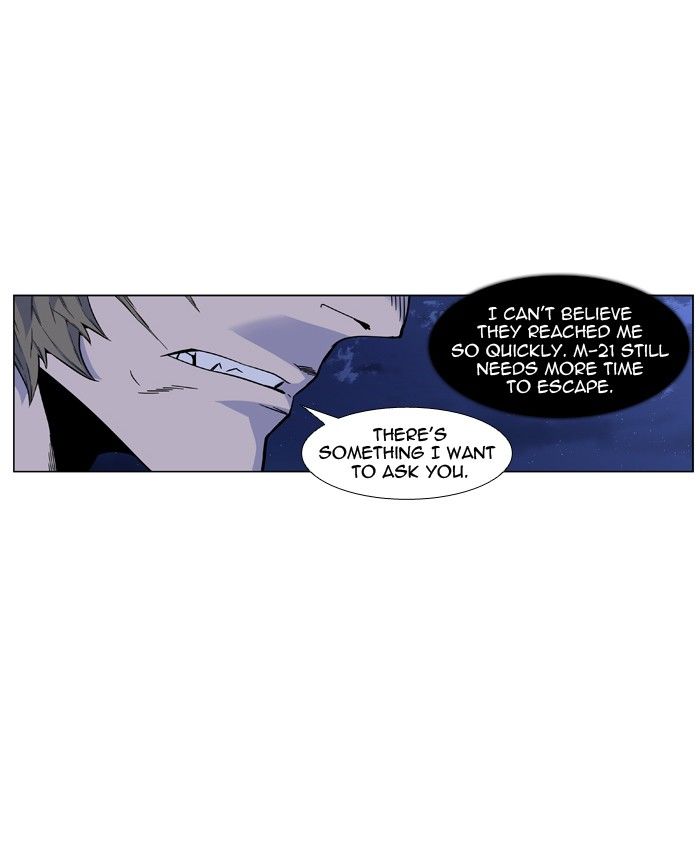 I CAN'T BELIEVE
THEY REACHED ME
SO QUICKLY. M-21 STILL
NEEDS MORE TIME
TO ESCAPE.
THERE'S
SOMETHING I WANT
TO ASK YOU.